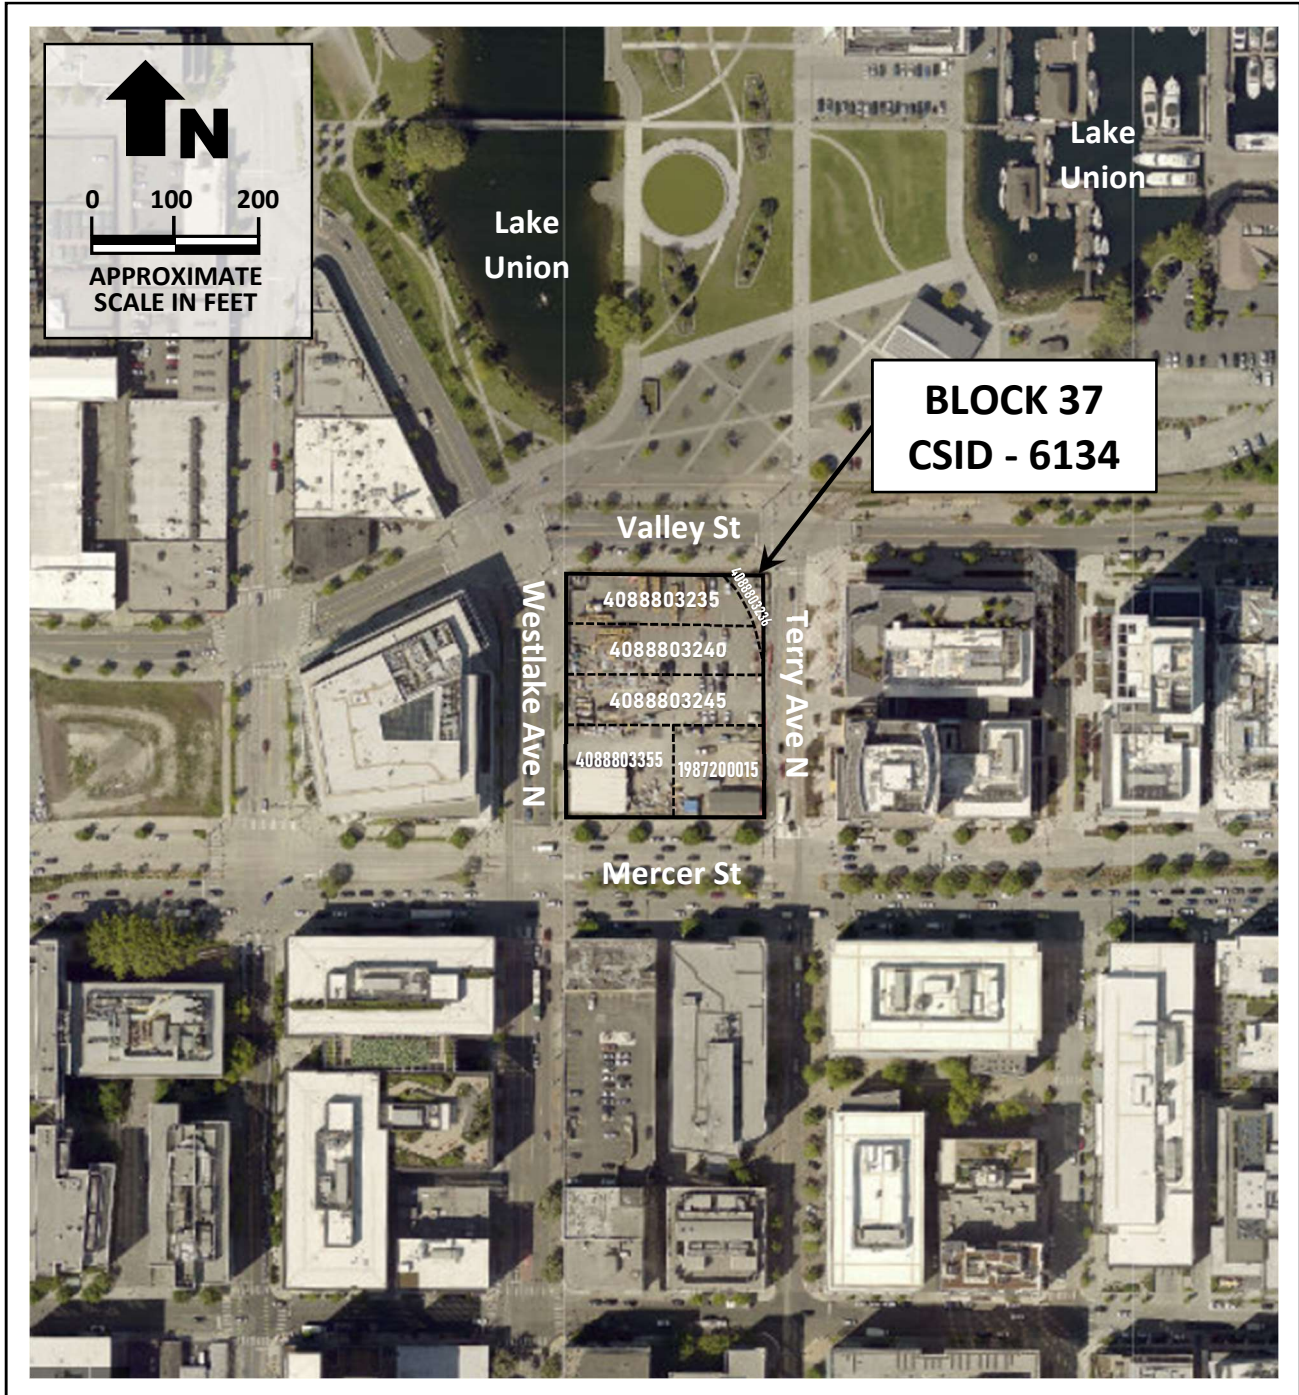 N
0 100 200
APPROXIMATE
SCALE IN FEET
Lake
Union
Lake
Union
BLOCK 37
CSID - 6134
Valley St
Westlake Ave N
Terry Ave N
4088803235
4088803236
4088803240
4088803245
4088803355
1987200015
Mercer St